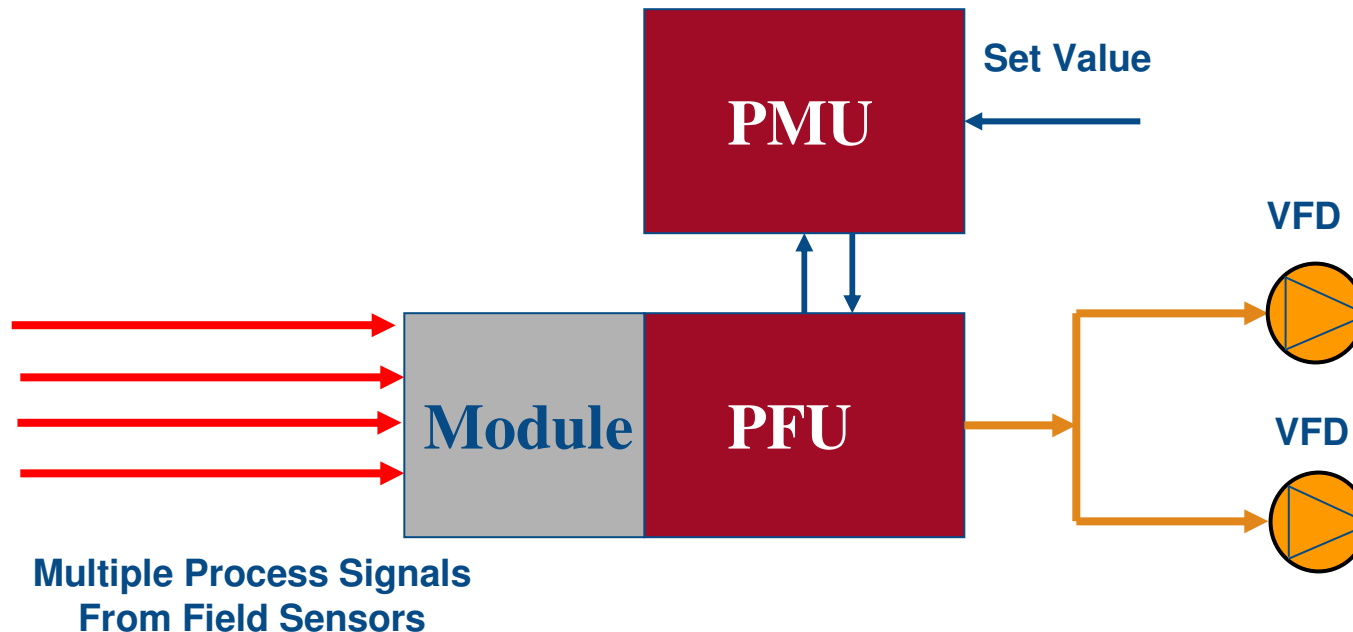 Set Value
PMU
VFD
Module
PFU
VFD
Multiple Process Signals
From Field Sensors